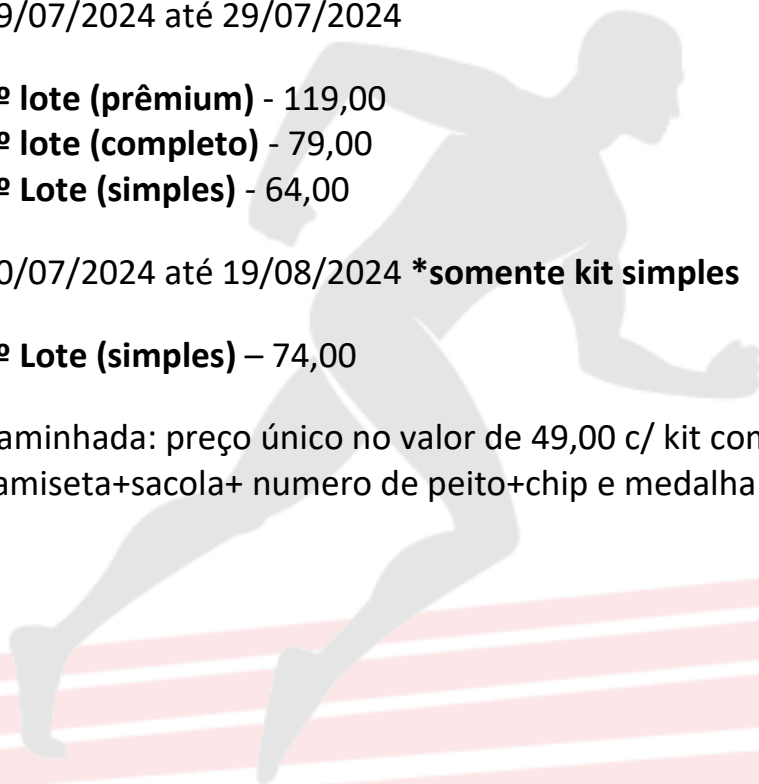 9/07/2024 até 29/07/2024
º lote (prêmium) - 119,00
º lote (completo) - 79,00
º Lote (simples) - 64,00
0/07/2024 até 19/08/2024 *somente kit simples
º Lote (simples) – 74,00
aminhada: preço único no valor de 49,00 c/ kit con
amiseta+sacola+ numero de peito+chip e medalha